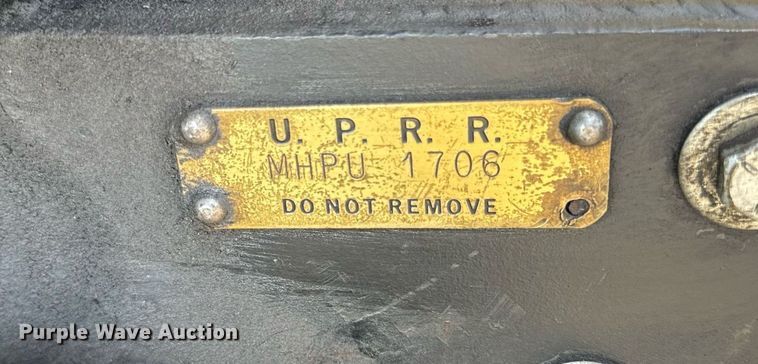 U. P. R. R.
MHPU 1706
DO NOT REMOVE
Purple Wave Auction